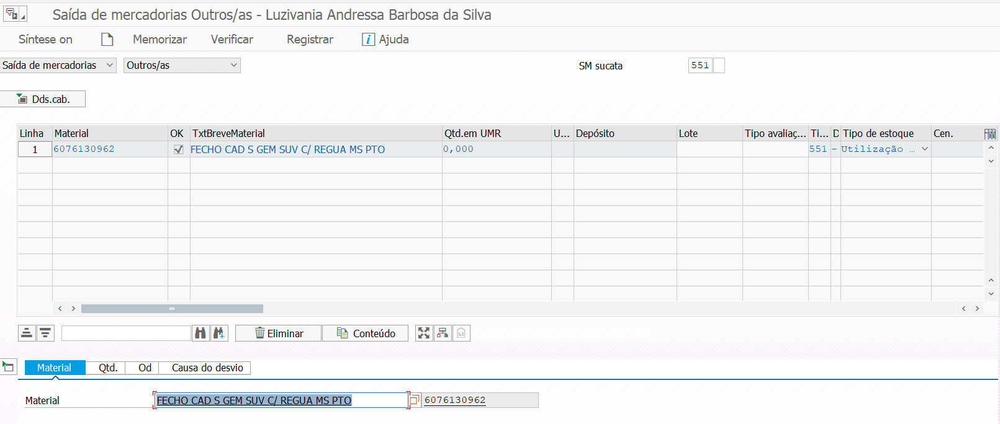 Saída de mercadorias Outros/as - Luzivania Andressa Barbosa da Silva
Síntese on Memorizar Verificar Registrar Ajuda
Saída de mercadorias Outros/as SM sucata 551
Dds.cab.
Linha Material OK TxtBreveMaterial Qtd.em UMR U... Depósito Lote Tipo avaliaç... Ti... D Tipo de estoque Cen.
1 6076130962 FECHO CAD S GEM SUV C/ REGUA MS PTO 0,000 551 - Utilização …
Eliminar Conteúdo
Material Qtd. Od Causa do desvio
Material FECHO CAD S GEM SUV C/ REGUA MS PTO 6076130962